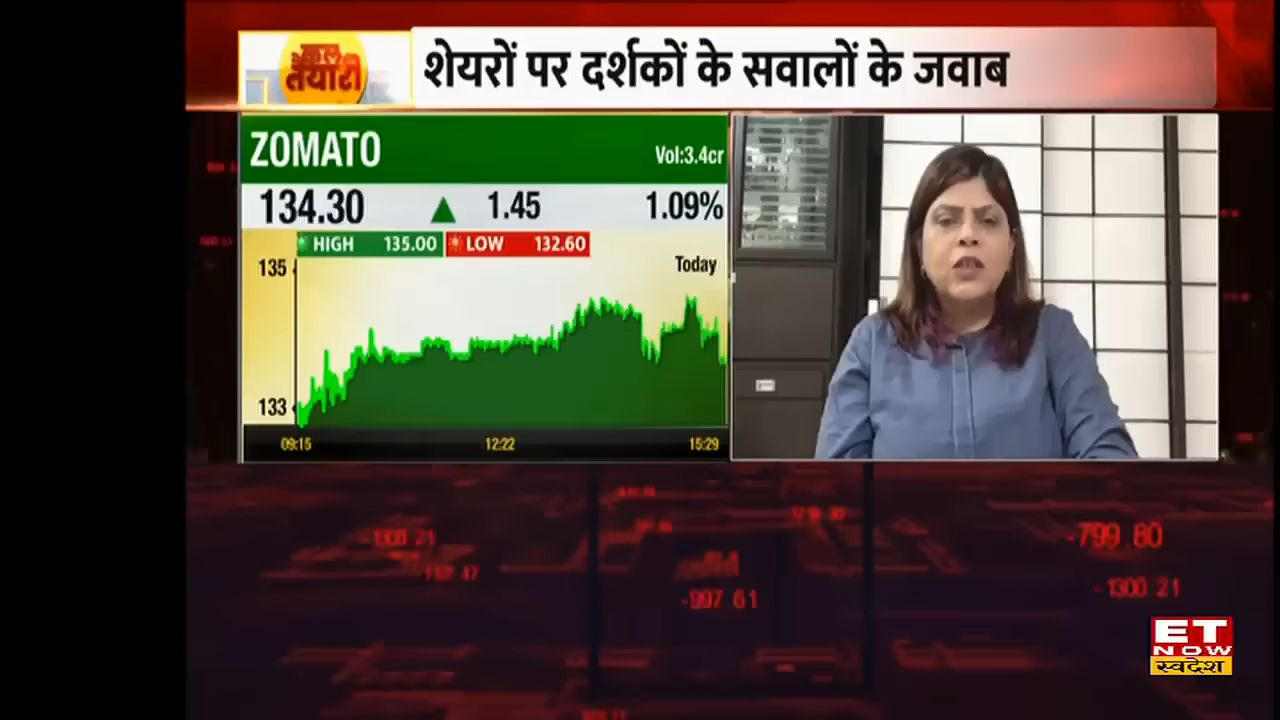 कल की
तैयारी
शेयरों पर दर्शकों के सवालों के जवाब
ZOMATO
Vol:3.4cr
134.30 ▲ 1.45 1.09%
HIGH 135.00 LOW 132.60
Today
135
133
09:15 12:22 15:29
-799 80
-1300 21
-1300 21
-997 61
ET
NOW
स्वदेश